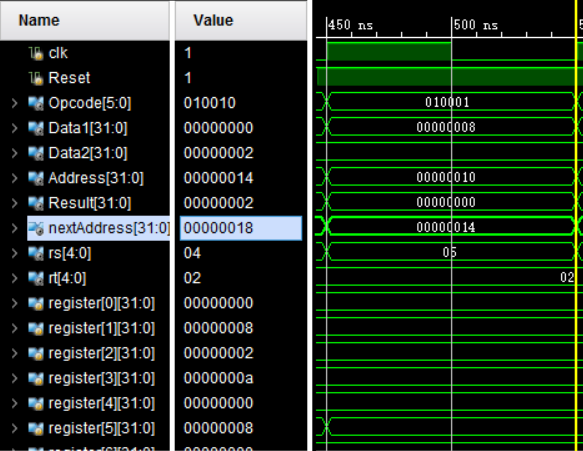 Name Value 450 ns 500 ns 5
clk 1
Reset 1
Opcode[5:0] 010010 010001
Data1[31:0] 00000000 00000008
Data2[31:0] 00000002
Address[31:0] 00000014 00000010
Result[31:0] 00000002 00000000
nextAddress[31:0] 00000018 00000014
rs[4:0] 04 05
rt[4:0] 02 02
register[0][31:0] 00000000
register[1][31:0] 00000008
register[2][31:0] 00000002
register[3][31:0] 0000000a
register[4][31:0] 00000000
register[5][31:0] 00000008